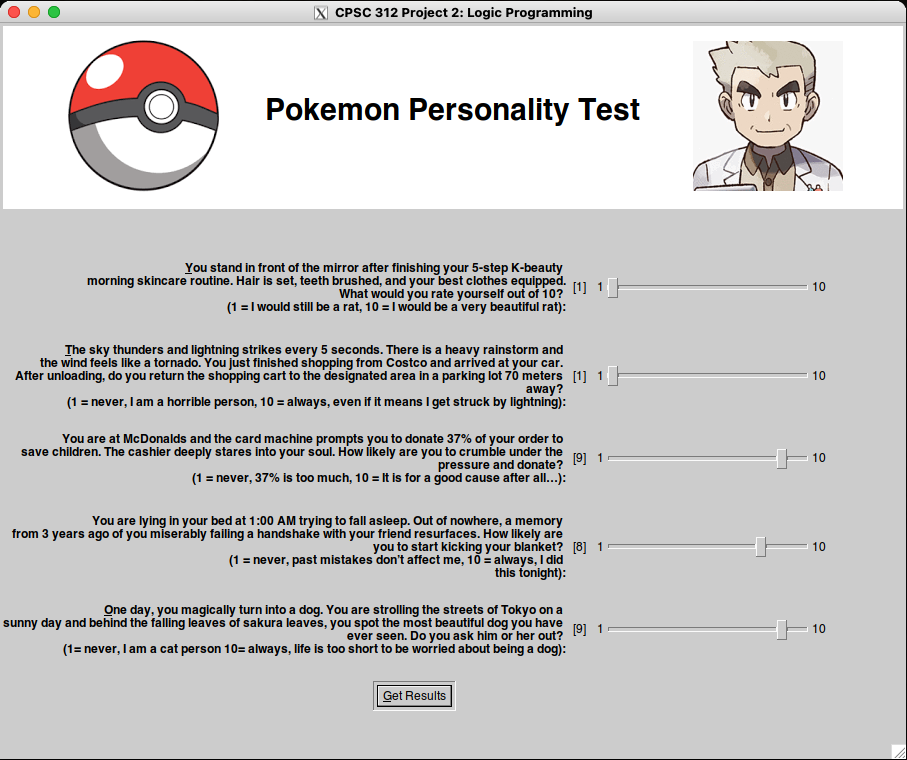 CPSC 312 Project 2: Logic Programming
Pokemon Personality Test
You stand in front of the mirror after finishing your 5-step K-beauty
morning skincare routine. Hair is set, teeth brushed, and your best clothes equipped.
What would you rate yourself out of 10?
(1 = I would still be a rat, 10 = I would be a very beautiful rat):
[1] 1 10
The sky thunders and lightning strikes every 5 seconds. There is a heavy rainstorm and
the wind feels like a tornado. You just finished shopping from Costco and arrived at your car.
After unloading, do you return the shopping cart to the designated area in a parking lot 70 meters
away?
(1 = never, I am a horrible person, 10 = always, even if it means I get struck by lightning):
[1] 1 10
You are at McDonalds and the card machine prompts you to donate 37% of your order to
save children. The cashier deeply stares into your soul. How likely are you to crumble under the
pressure and donate?
(1 = never, 37% is too much, 10 = It is for a good cause after all...):
[9] 1 10
You are lying in your bed at 1:00 AM trying to fall asleep. Out of nowhere, a memory
from 3 years ago of you miserably failing a handshake with your friend resurfaces. How likely are
you to start kicking your blanket?
(1 = never, past mistakes don't affect me, 10 = always, I did
this tonight):
[8] 1 10
One day, you magically turn into a dog. You are strolling the streets of Tokyo on a
sunny day and behind the falling leaves of sakura leaves, you spot the most beautiful dog you have
ever seen. Do you ask him or her out?
(1= never, I am a cat person 10= always, life is too short to be worried about being a dog):
[9] 1 10
Get Results